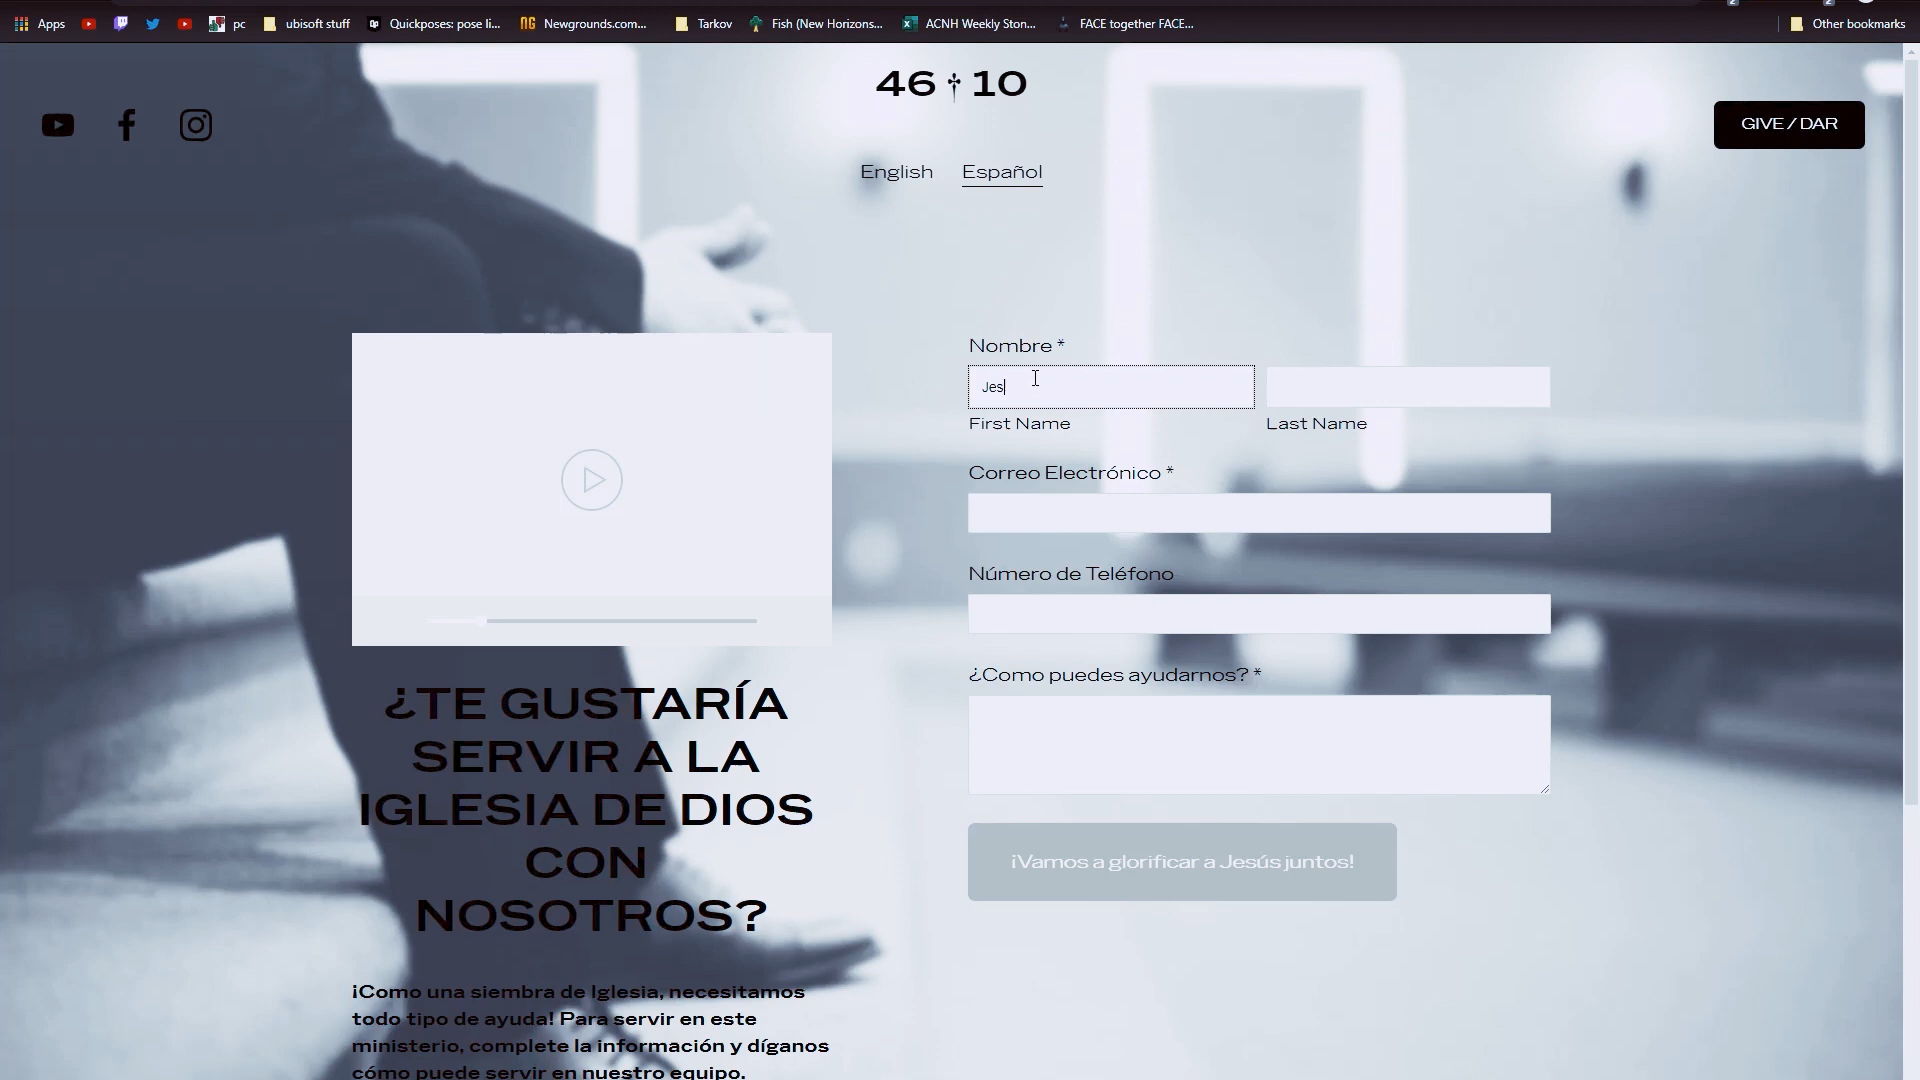 Apps
pc
ubisoft stuff
Quickposes: pose li...
NG Newgrounds.com...
Tarkov
Fish (New Horizons...
ACNH Weekly Ston...
FACE together FACE...
Other bookmarks
46 † 10
GIVE / DAR
English Español
Nombre *
Jes
First Name Last Name
Correo Electrónico *
Número de Teléfono
¿Como puedes ayudarnos? *
¡Vamos a glorificar a Jesús juntos!
¿TE GUSTARÍA
SERVIR A LA
IGLESIA DE DIOS
CON
NOSOTROS?
¡Como una siembra de Iglesia, necesitamos
todo tipo de ayuda! Para servir en este
ministerio, complete la información y díganos
cómo puede servir en nuestro equipo.